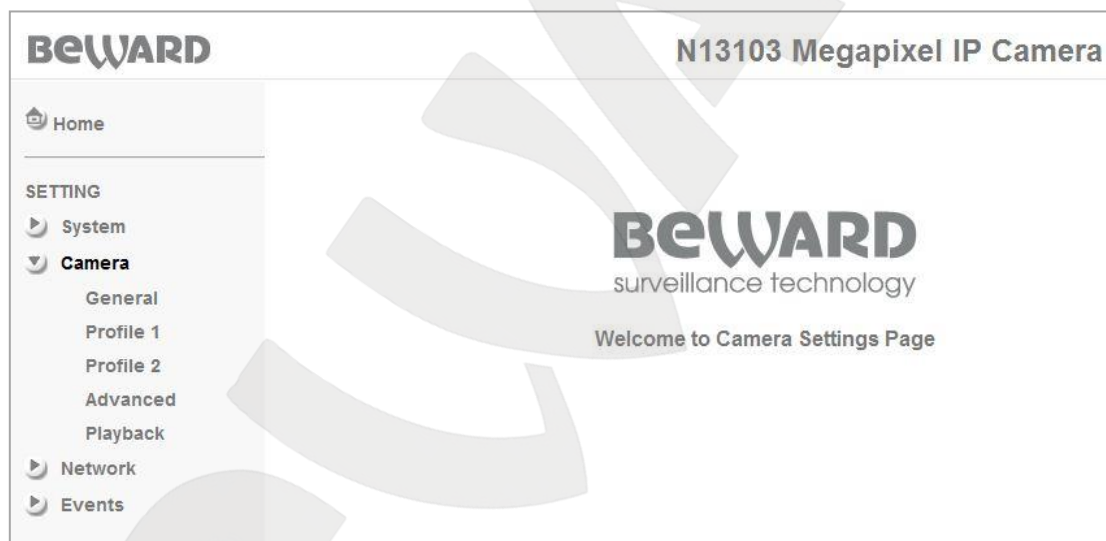 BEWARD
N13103 Megapixel IP Camera
Home
SETTING
System
Camera
General
Profile 1
Profile 2
Advanced
Playback
Network
Events
BEWARD
surveillance technology
Welcome to Camera Settings Page